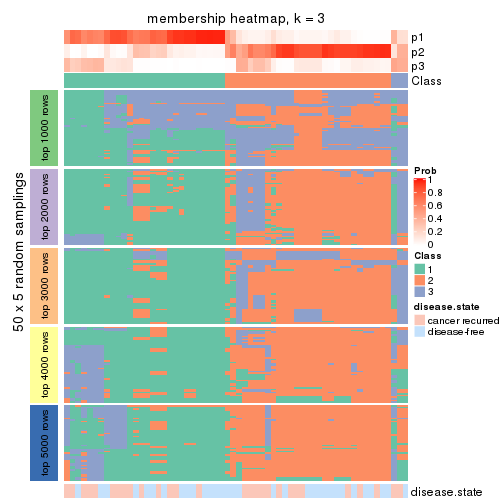 membership heatmap, k = 3
p1
p2
p3
Class
50 x 5 random samplings
top 1000 rows
top 2000 rows
top 3000 rows
top 4000 rows
top 5000 rows
Prob
1
0.8
0.6
0.4
0.2
0
Class
1
2
3
disease.state
cancer recurred
disease-free
disease.state